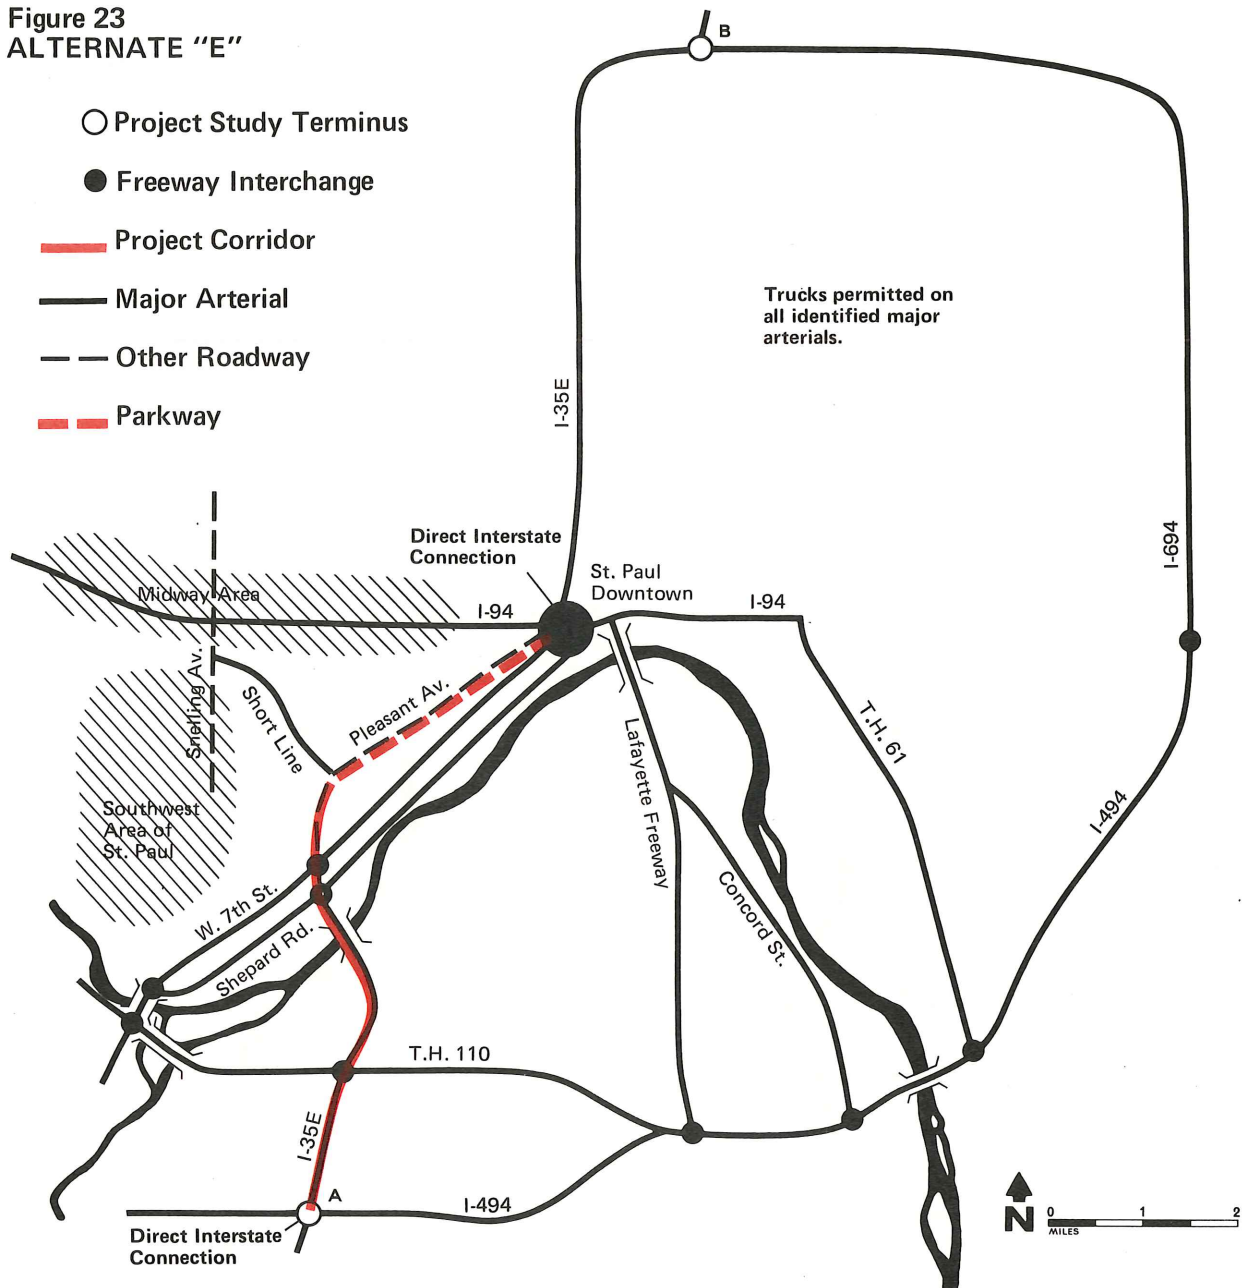 Figure 23
ALTERNATE "E"
Project Study Terminus
Freeway Interchange
Project Corridor
Major Arterial
Other Roadway
Parkway
B
Trucks permitted on
all identified major
arterials.
I-35E
I-694
Direct Interstate
Connection
St. Paul
Downtown
Midway Area
I-94
I-94
Snelling Av.
Short Line
Pleasant Av.
T.H. 61
Lafayette Freeway
I-494
Southwest
Area of
St. Paul
W. 7th St.
Shepard Rd.
Concord St.
T.H. 110
I-35E
A
I-494
Direct Interstate
Connection
N
0 1 2
MILES